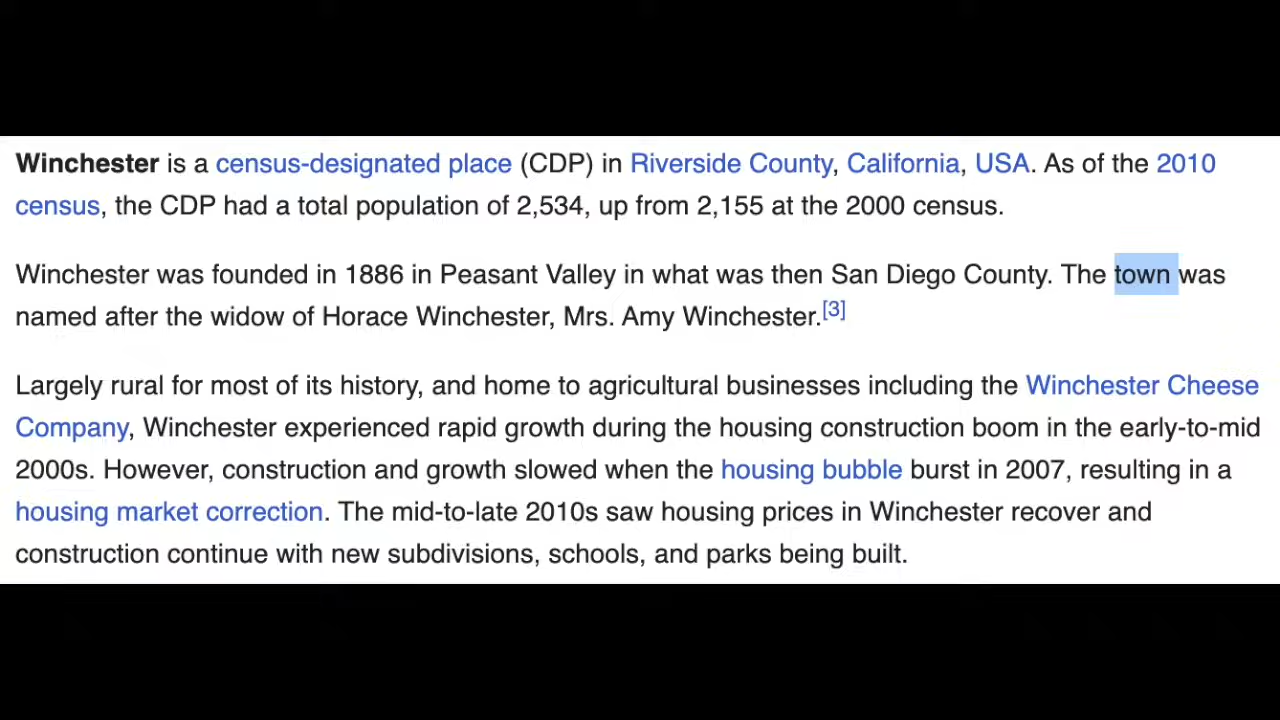 Winchester is a census-designated place (CDP) in Riverside County, California, USA. As of the 2010
census, the CDP had a total population of 2,534, up from 2,155 at the 2000 census.
Winchester was founded in 1886 in Peasant Valley in what was then San Diego County. The town was
named after the widow of Horace Winchester, Mrs. Amy Winchester.[3]
Largely rural for most of its history, and home to agricultural businesses including the Winchester Cheese
Company, Winchester experienced rapid growth during the housing construction boom in the early-to-mid
2000s. However, construction and growth slowed when the housing bubble burst in 2007, resulting in a
housing market correction. The mid-to-late 2010s saw housing prices in Winchester recover and
construction continue with new subdivisions, schools, and parks being built.